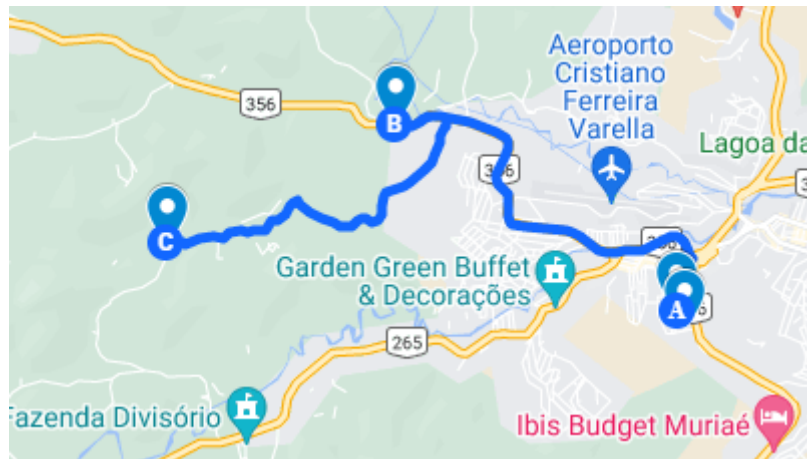 Aeroporto
Cristiano
Ferreira
Varella
356
B
Lagoa da
356
C
Garden Green Buffet
& Decorações
A
265
Fazenda Divisório
Ibis Budget Muriaé